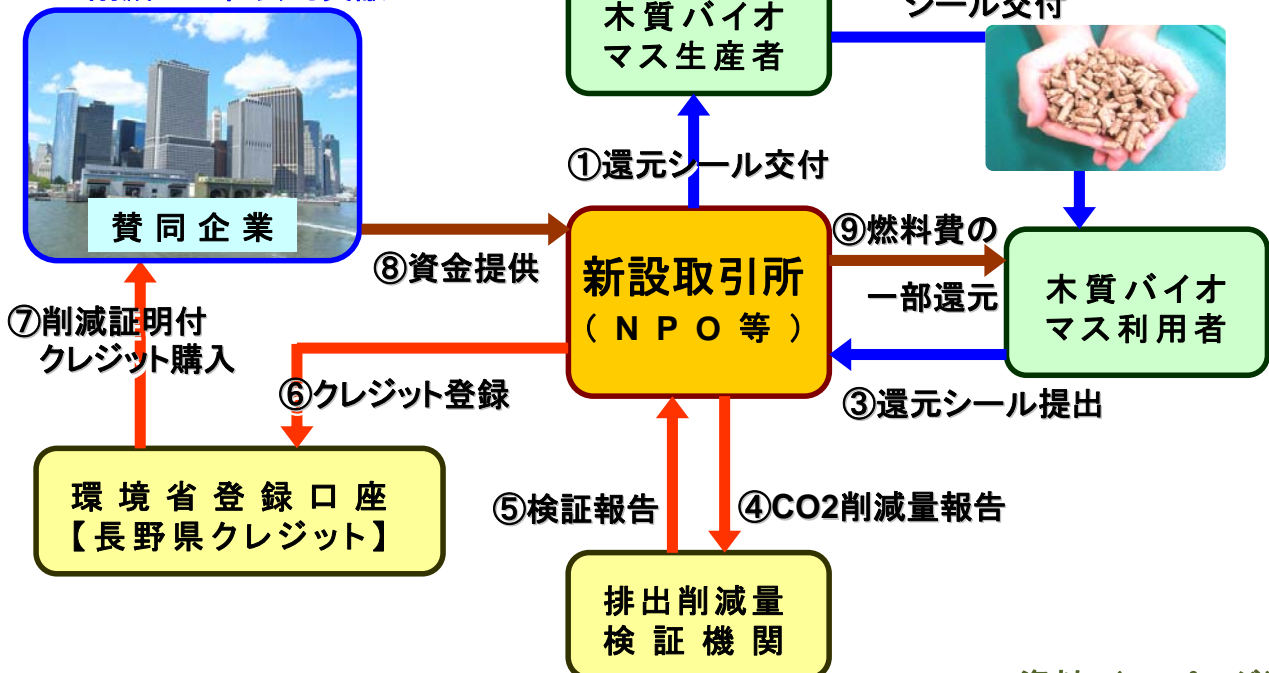 木質バイオ
マス生産者
シール交付
①還元シール交付
賛同企業
⑧資金提供
新設取引所
(NPO等)
⑨燃料費の
一部還元
木質バイオ
マス利用者
⑦削減証明付
クレジット購入
⑥クレジット登録
③還元シール提出
環境省登録口座
【長野県クレジット】
⑤検証報告
④CO2削減量報告
排出削減量
検証機関